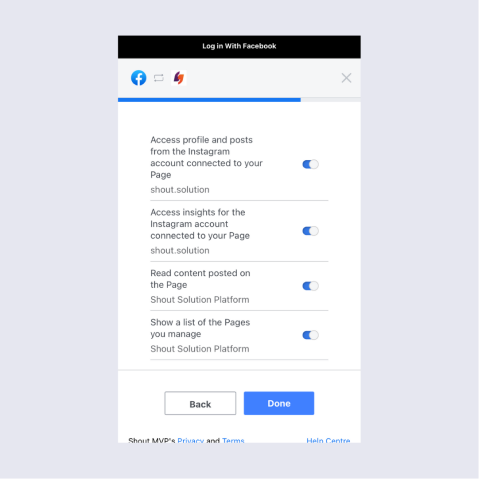 Log in With Facebook
Access profile and posts
from the Instagram
account connected to your
Page
shout.solution
Access insights for the
Instagram account
connected to your Page
shout.solution
Read content posted on
the Page
Shout Solution Platform
Show a list of the Pages
you manage
Shout Solution Platform
Back Done
Shout MVP's Privacy and Terms Help Centre